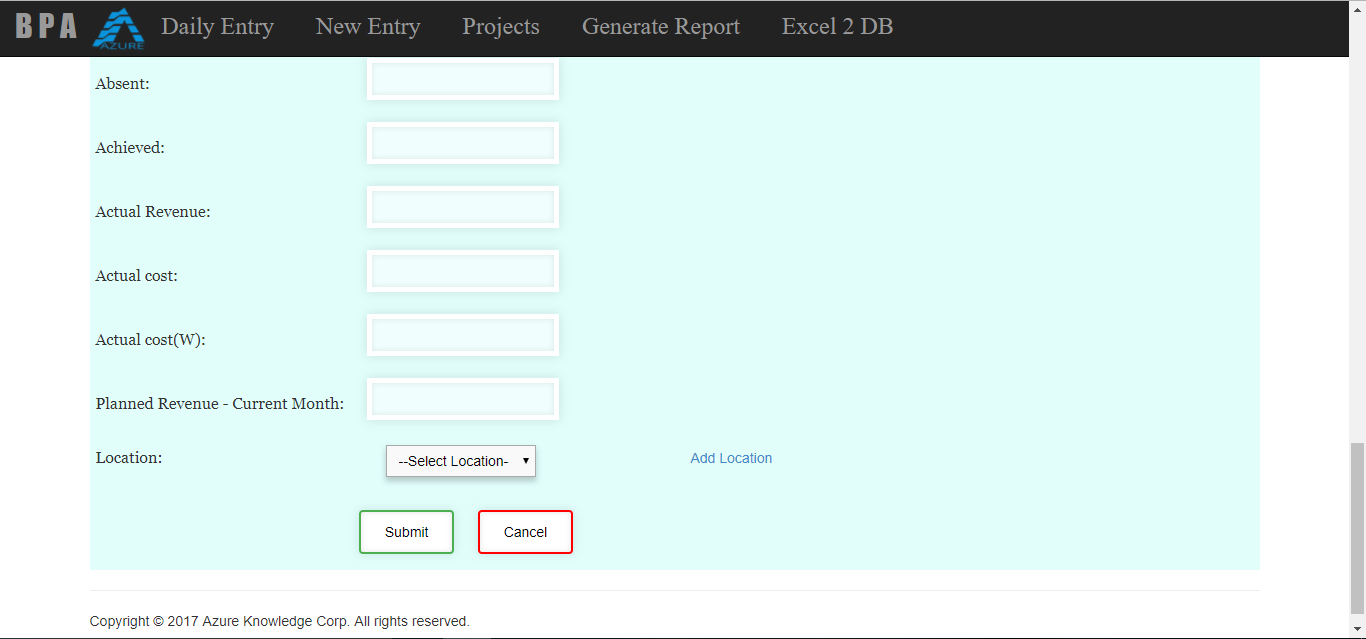 BPA AZURE Daily Entry New Entry Projects Generate Report Excel 2 DB
Absent:
Achieved:
Actual Revenue:
Actual cost:
Actual cost(W):
Planned Revenue - Current Month:
Location: --Select Location- Add Location
Submit Cancel
Copyright © 2017 Azure Knowledge Corp. All rights reserved.